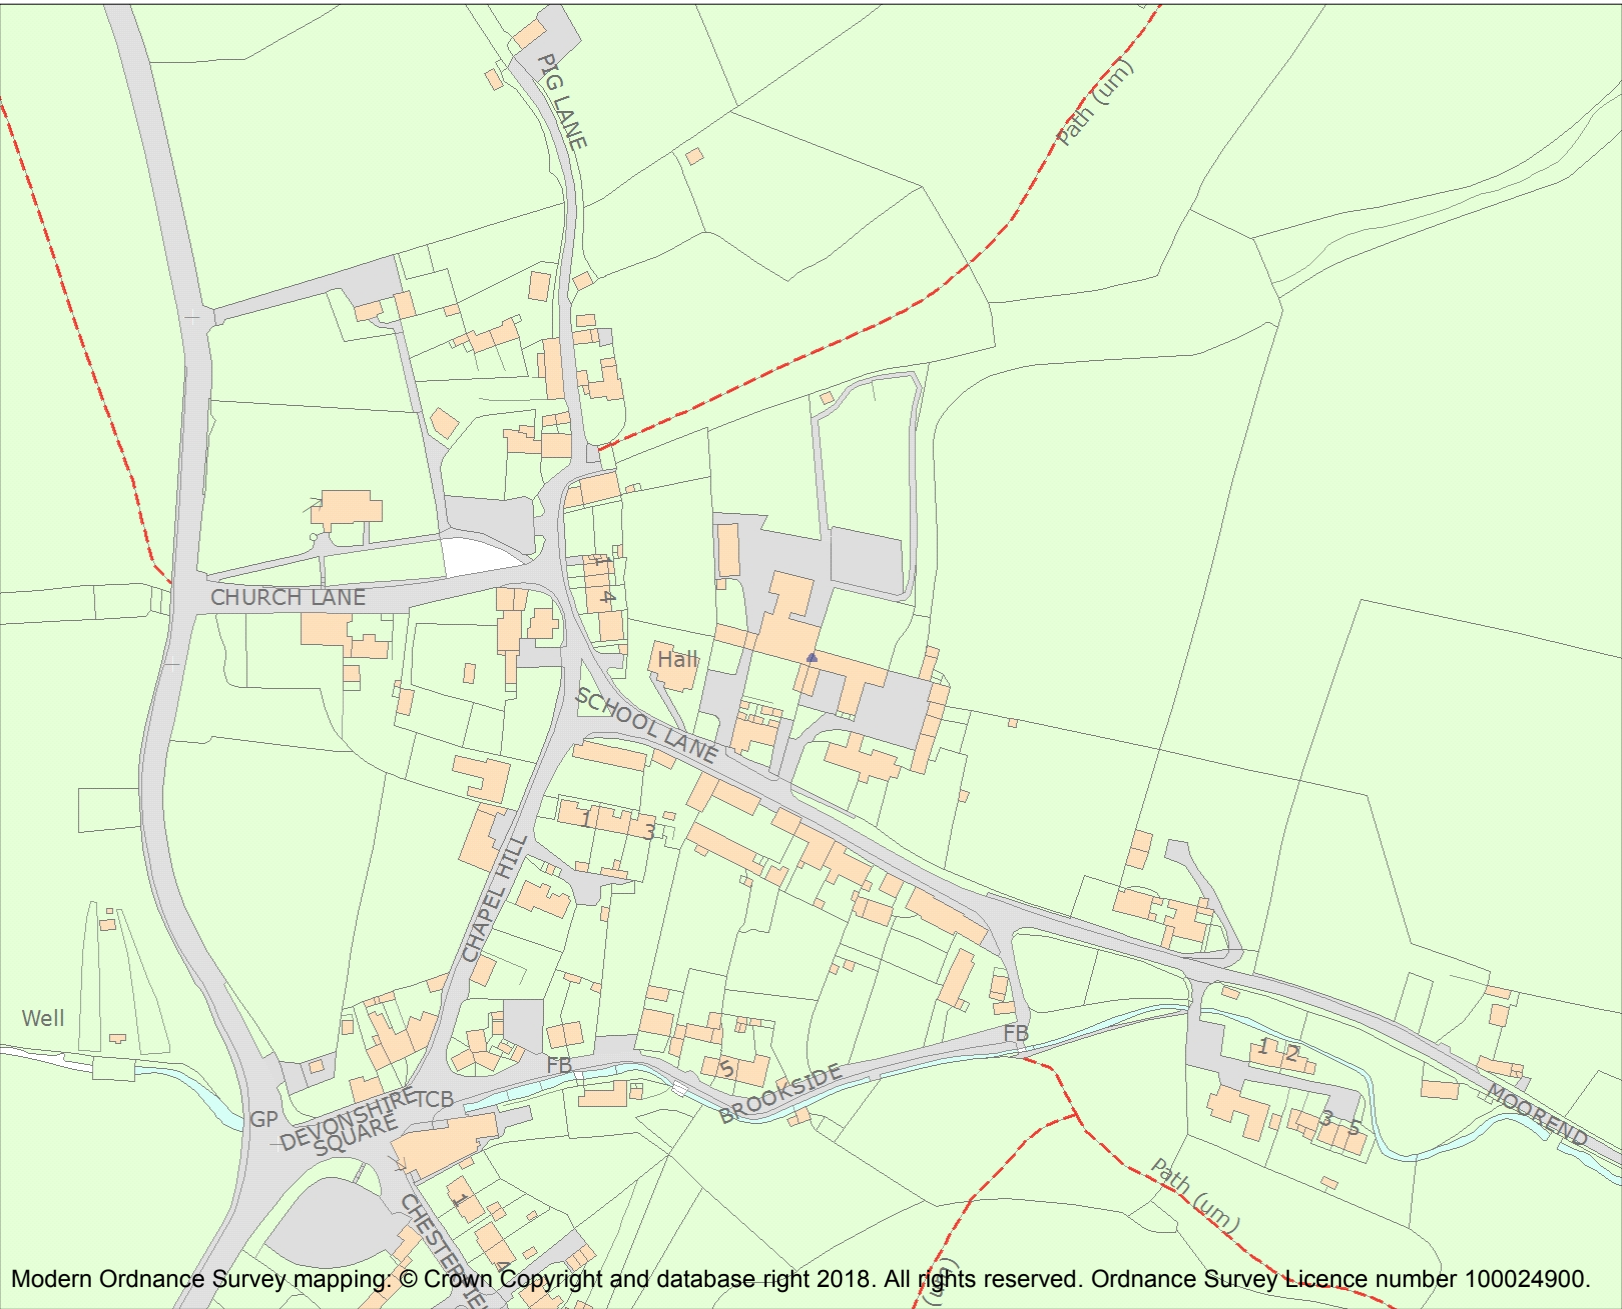 PIG LANE
Path (um)
CHURCH LANE
1
4
Hall
SCHOOL LANE
1
3
CHAPEL HILL
Well
FB
FB
5
1 2
BROOKSIDE
TCB
GP
DEVONSHIRE
SQUARE
3 5
MOOREND
Path (um)
1
4
(um)
Modern Ordnance Survey mapping: © Crown Copyright and database right 2018. All rights reserved. Ordnance Survey Licence number 100024900.